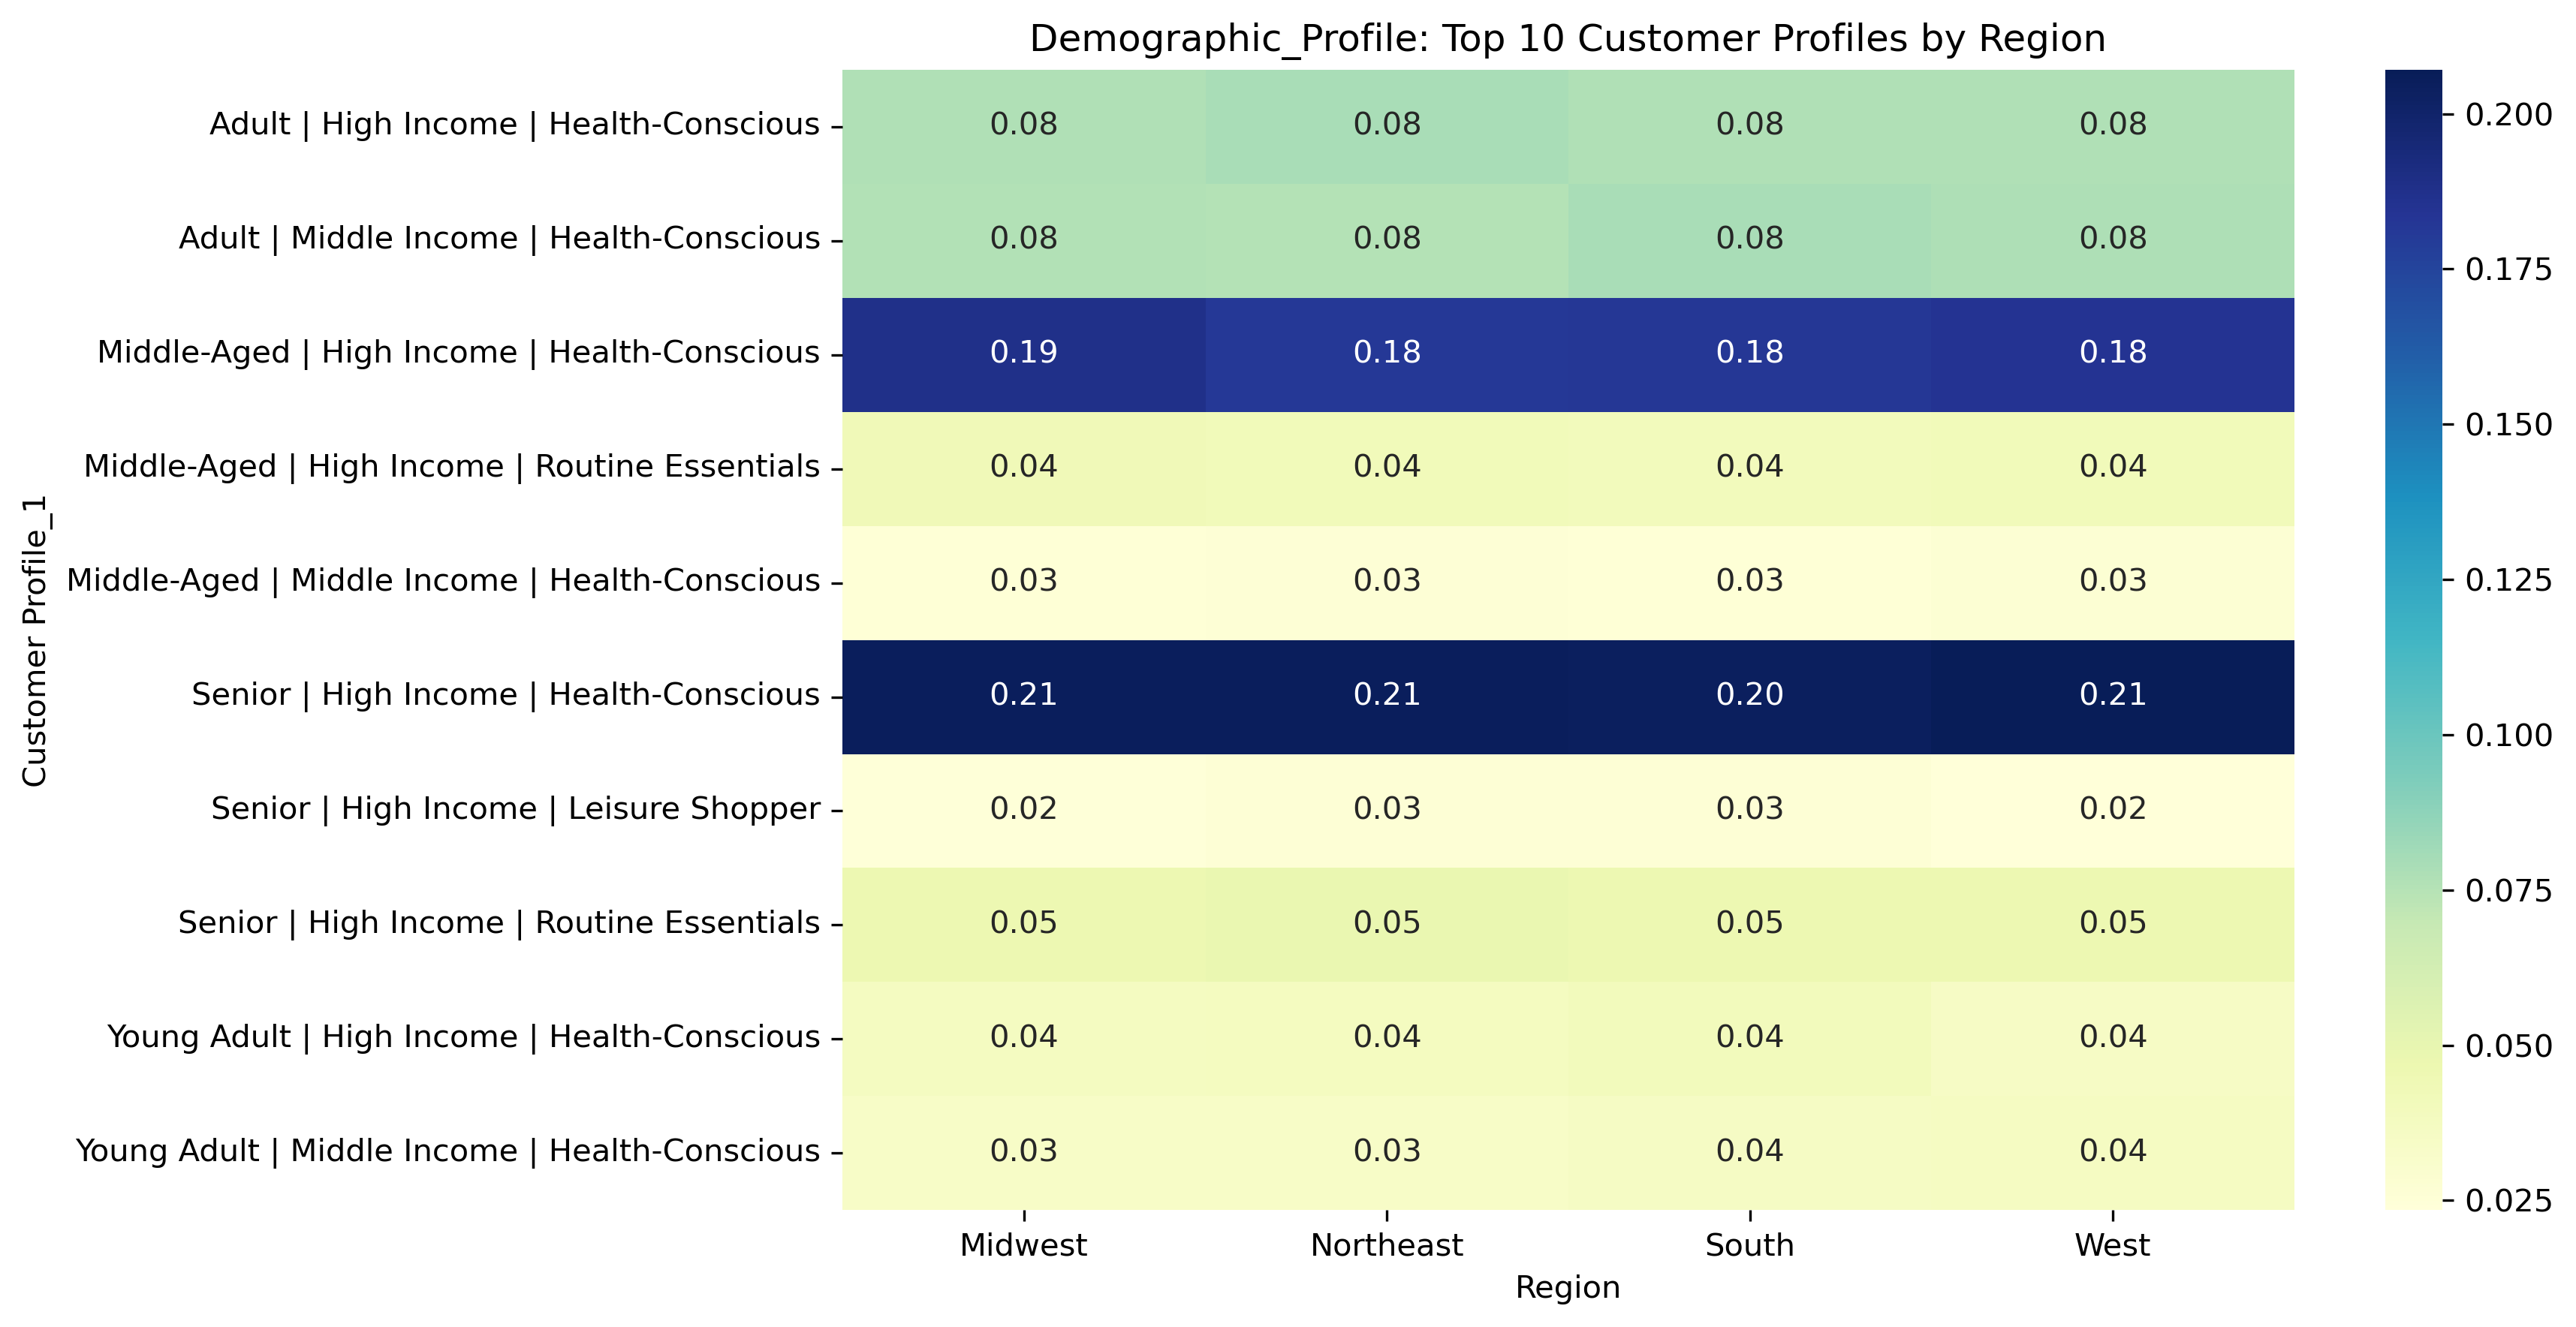 Demographic_Profile: Top 10 Customer Profiles by Region
Customer Profile_1
Adult | High Income | Health-Conscious 0.08 0.08 0.08 0.08
Adult | Middle Income | Health-Conscious 0.08 0.08 0.08 0.08
Middle-Aged | High Income | Health-Conscious 0.19 0.18 0.18 0.18
Middle-Aged | High Income | Routine Essentials 0.04 0.04 0.04 0.04
Middle-Aged | Middle Income | Health-Conscious 0.03 0.03 0.03 0.03
Senior | High Income | Health-Conscious 0.21 0.21 0.20 0.21
Senior | High Income | Leisure Shopper 0.02 0.03 0.03 0.02
Senior | High Income | Routine Essentials 0.05 0.05 0.05 0.05
Young Adult | High Income | Health-Conscious 0.04 0.04 0.04 0.04
Young Adult | Middle Income | Health-Conscious 0.03 0.03 0.04 0.04
Midwest Northeast South West
Region
0.200
0.175
0.150
0.125
0.100
0.075
0.050
0.025